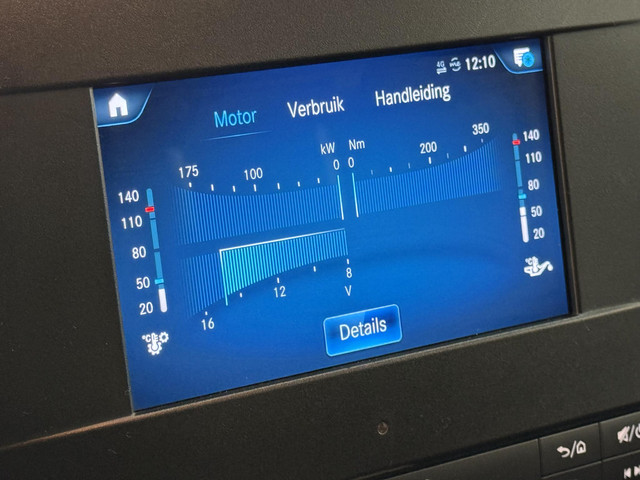 4G 12:10
Motor Verbruik Handleiding
kW Nm
175 100 0 0 200 350
140 140
110 110
80 80
50 50
20 20
°C °C
16 12 8
V
Details